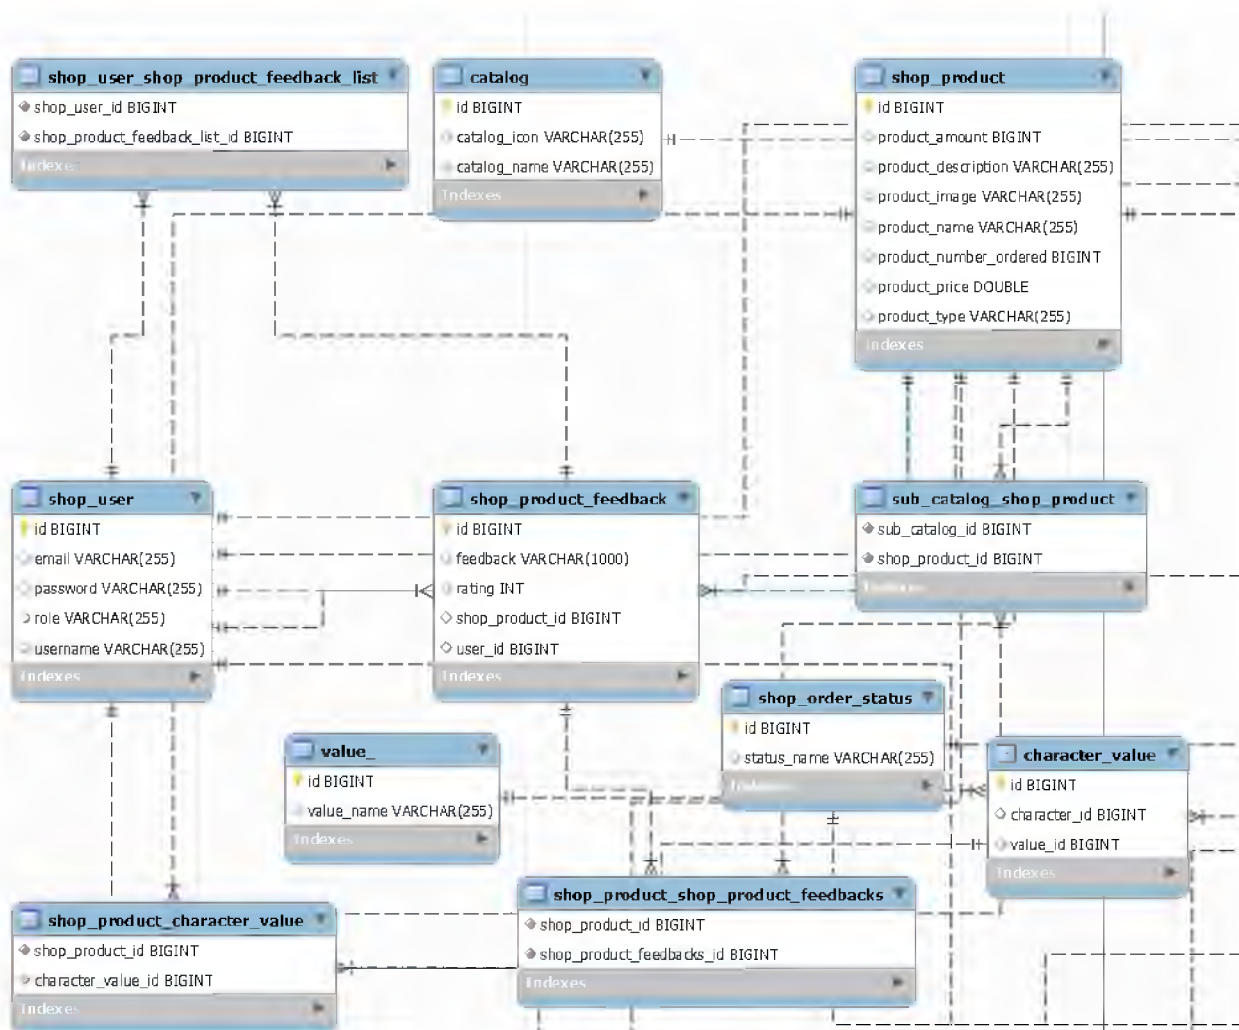 shop_user_shop_product_feedback_list
shop_user_id BIGINT
shop_product_feedback_list_id BIGINT
Indexes
catalog
id BIGINT
catalog_icon VARCHAR(255)
catalog_name VARCHAR(255)
Indexes
shop_product
id BIGINT
product_amount BIGINT
product_description VARCHAR(255)
product_image VARCHAR(255)
product_name VARCHAR(255)
product_number_ordered BIGINT
product_price DOUBLE
product_type VARCHAR(255)
Indexes
shop_user
id BIGINT
email VARCHAR(255)
password VARCHAR(255)
role VARCHAR(255)
username VARCHAR(255)
Indexes
shop_product_feedback
id BIGINT
feedback VARCHAR(1000)
rating INT
shop_product_id BIGINT
user_id BIGINT
Indexes
sub_catalog_shop_product
sub_catalog_id BIGINT
shop_product_id BIGINT
Indexes
value_
id BIGINT
value_name VARCHAR(255)
Indexes
shop_order_status
id BIGINT
status_name VARCHAR(255)
Indexes
character_value
id BIGINT
character_id BIGINT
value_id BIGINT
Indexes
shop_product_character_value
shop_product_id BIGINT
character_value_id BIGINT
Indexes
shop_product_shop_product_feedbacks
shop_product_id BIGINT
shop_product_feedbacks_id BIGINT
Indexes